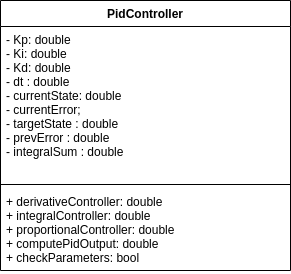 PidController
- Kp: double
- Ki: double
- Kd: double
- dt : double
- currentState: double
- currentError;
- targetState : double
- prevError : double
- integralSum : double
+ derivativeController: double
+ integralController: double
+ proportionalController: double
+ computePidOutput: double
+ checkParameters: bool